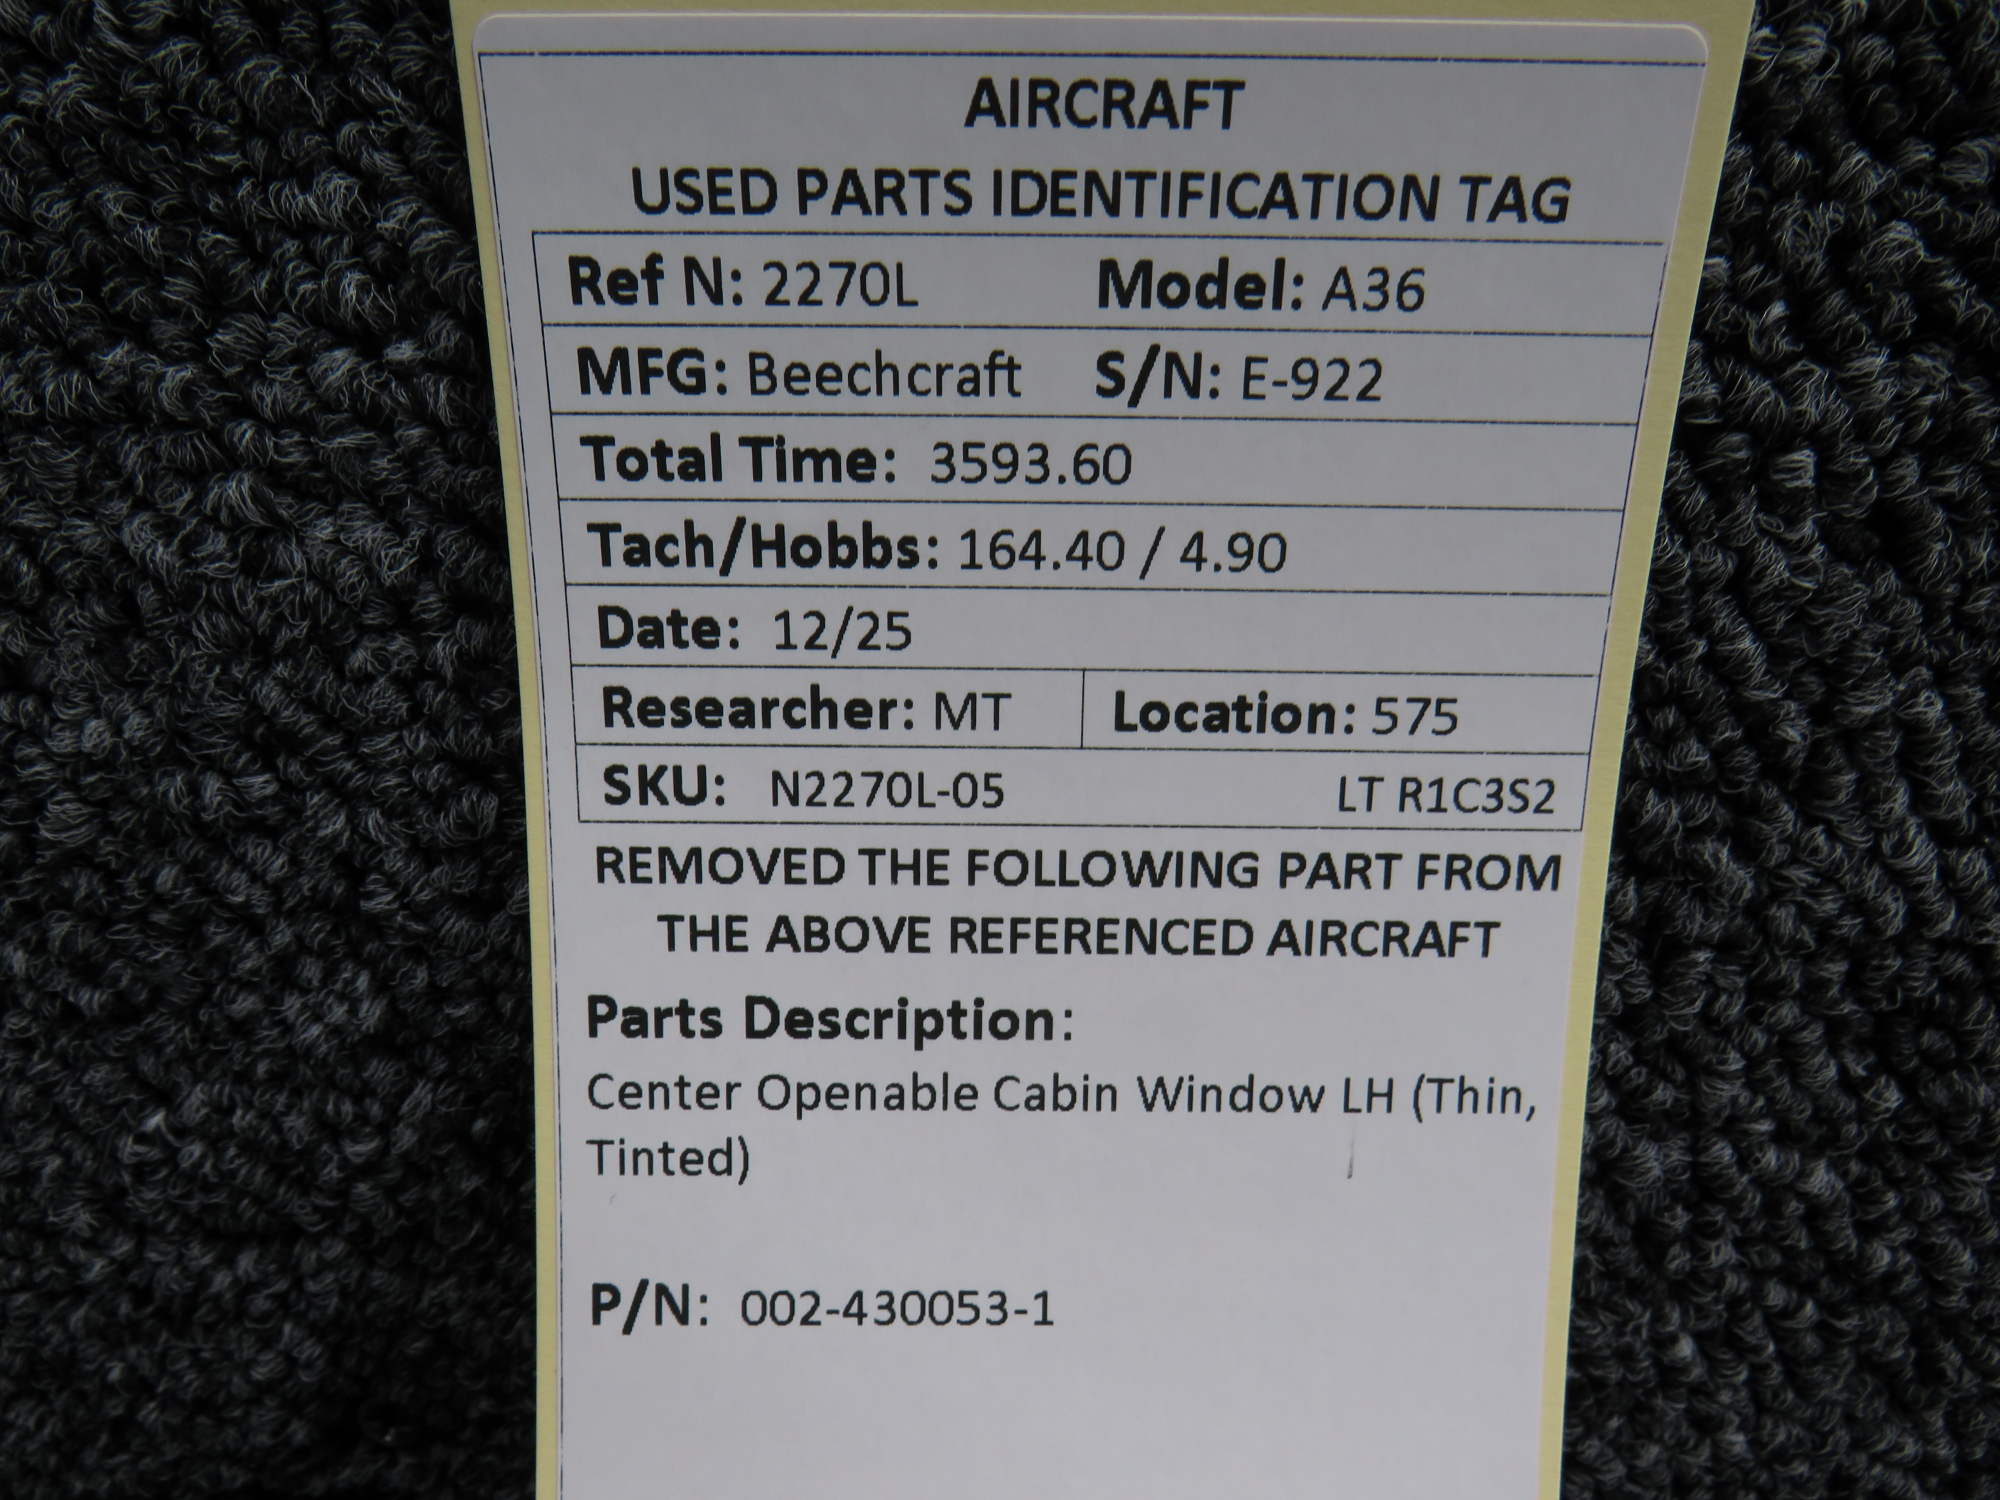 AIRCRAFT
USED PARTS IDENTIFICATION TAG
Ref N: 2270L Model: A36
MFG: Beechcraft S/N: E-922
Total Time: 3593.60
Tach/Hobbs: 164.40 / 4.90
Date: 12/25
Researcher: MT Location: 575
SKU: N2270L-05 LT R1C3S2
REMOVED THE FOLLOWING PART FROM
THE ABOVE REFERENCED AIRCRAFT
Parts Description:
Center Openable Cabin Window LH (Thin,
Tinted)
P/N: 002-430053-1